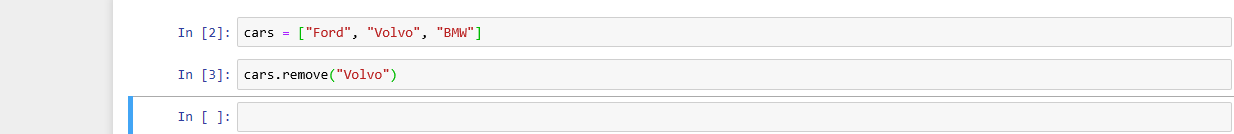 In [2]: cars = ["Ford", "Volvo", "BMW"]
In [3]: cars.remove("Volvo")
In [ ]: